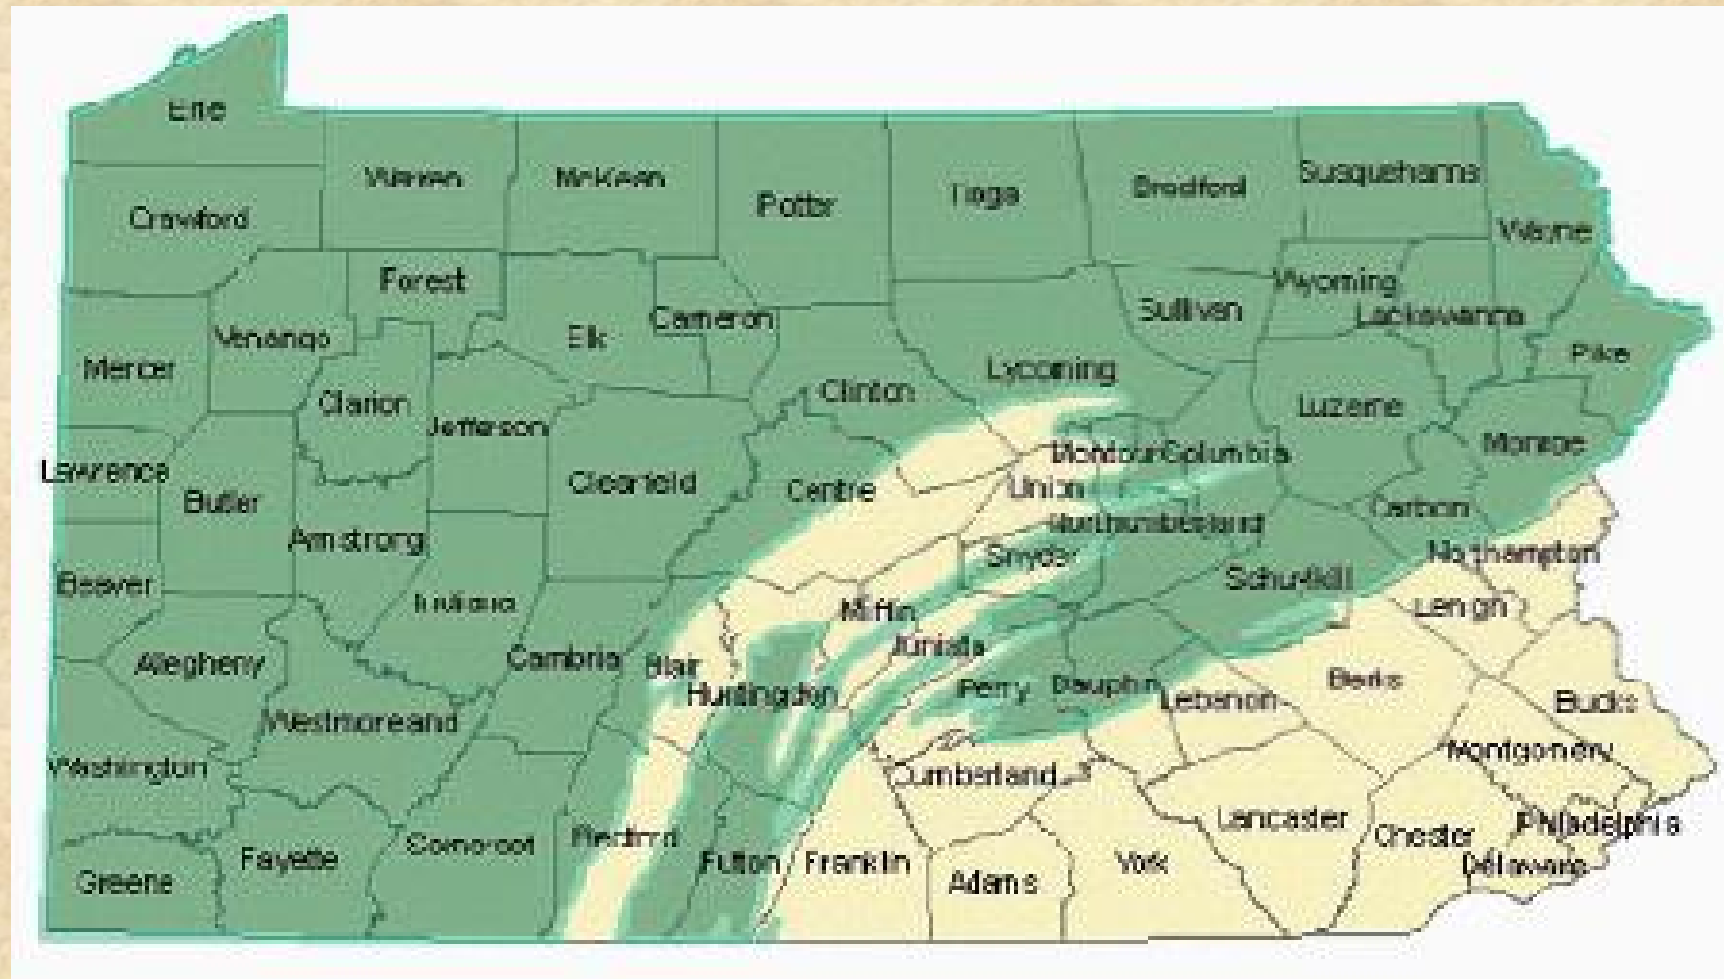 Erie
Warren
McKean
Potter
Tioga
Bradford
Susquehanna
Crawford
Wayne
Forest
Wyoming
Venango
Elk
Cameron
Sullivan
Lackawanna
Mercer
Pike
Clarion
Clinton
Lycoming
Jefferson
Luzerne
Lawrence
Butler
Clearfield
Centre
Montour
Columbia
Monroe
Union
Carbon
Armstrong
Northumberland
Snyder
Northampton
Beaver
Indiana
Mifflin
Schuylkill
Lehigh
Allegheny
Cambria
Blair
Huntingdon
Juniata
Perry
Dauphin
Lebanon
Berks
Bucks
Westmoreland
Washington
Cumberland
Montgomery
Lancaster
Philadelphia
Greene
Fayette
Somerset
Bedford
Fulton
Franklin
Adams
York
Chester
Delaware